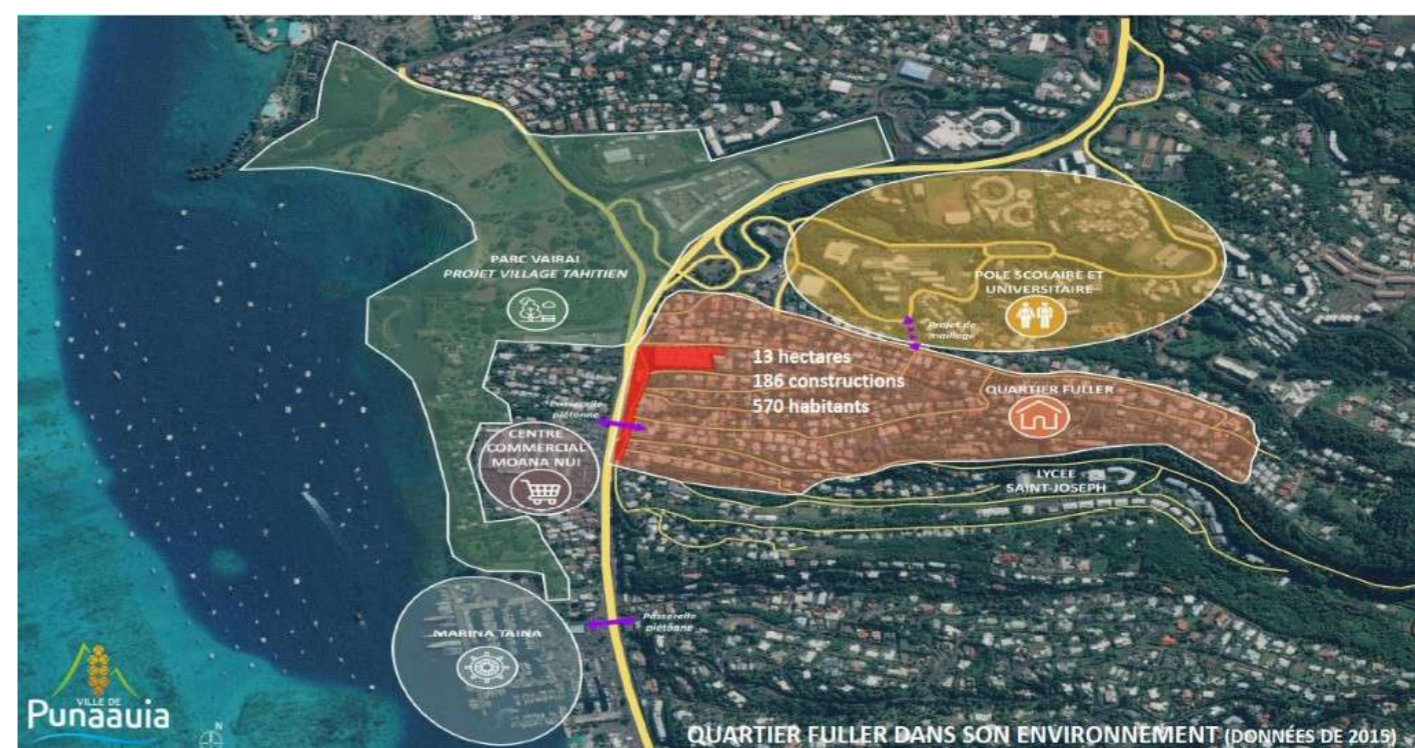 PARC VAIRAI
PROJET VILLAGE TAHITIEN
POLE SCOLAIRE ET
UNIVERSITAIRE
Projet de
maillage
13 hectares
186 constructions
570 habitants
QUARTIER FULLER
Passerelle
piétonne
CENTRE
COMMERCIAL
MOANA NUI
LYCEE
SAINT-JOSEPH
Passerelle
piétonne
MARINA TAINA
VILLE DE
Punaauia
N
QUARTIER FULLER DANS SON ENVIRONNEMENT (DONNÉES DE 2015)